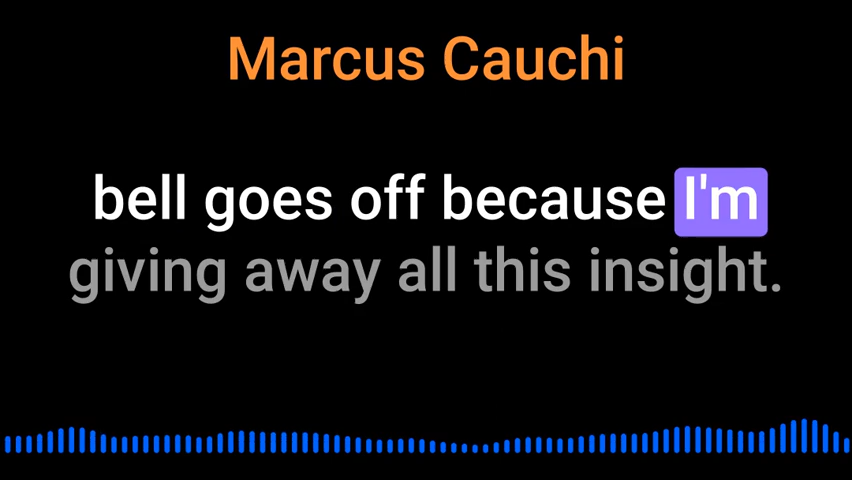 Marcus Cauchi
bell goes off because I'm
giving away all this insight.